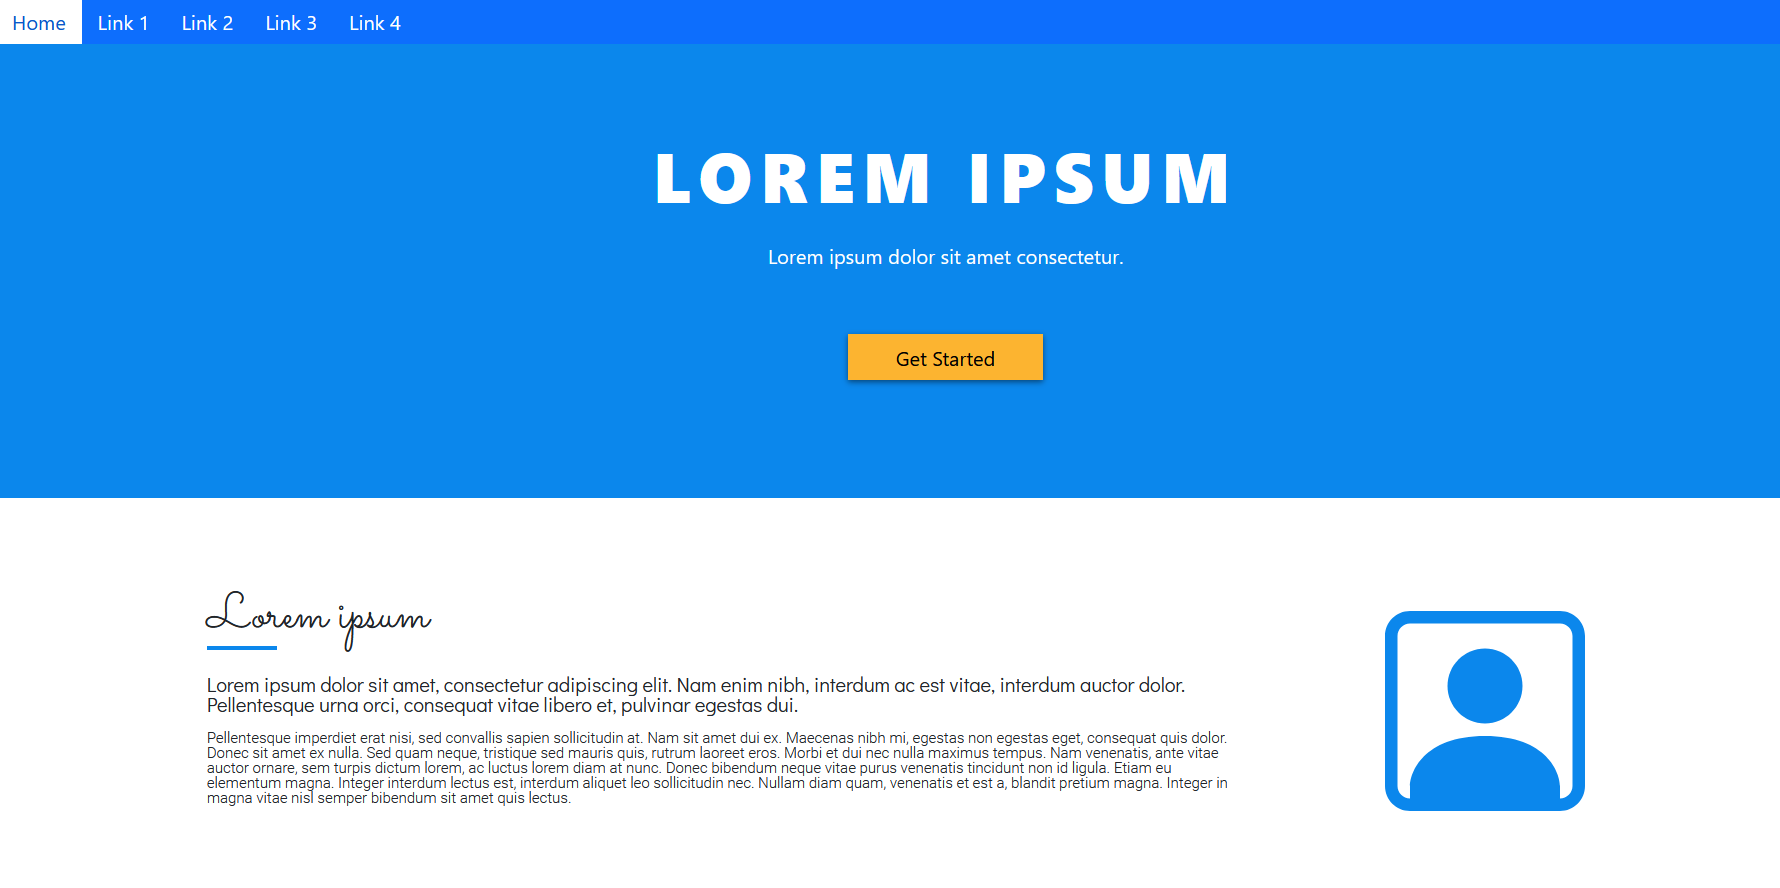 Home Link 1 Link 2 Link 3 Link 4
LOREM IPSUM
Lorem ipsum dolor sit amet consectetur.
Get Started
Lorem ipsum
Lorem ipsum dolor sit amet, consectetur adipiscing elit. Nam enim nibh, interdum ac est vitae, interdum auctor dolor.
Pellentesque urna orci, consequat vitae libero et, pulvinar egestas dui.
Pellentesque imperdiet erat nisi, sed convallis sapien sollicitudin at. Nam sit amet dui ex. Maecenas nibh mi, egestas non egestas eget, consequat quis dolor.
Donec sit amet ex nulla. Sed quam neque, tristique sed mauris quis, rutrum laoreet eros. Morbi et dui nec nulla maximus tempus. Nam venenatis, ante vitae
auctor ornare, sem turpis dictum lorem, ac luctus lorem diam at nunc. Donec bibendum neque vitae purus venenatis tincidunt non id ligula. Etiam eu
elementum magna. Integer interdum lectus est, interdum aliquet leo sollicitudin nec. Nullam diam quam, venenatis et est a, blandit pretium magna. Integer in
magna vitae nisl semper bibendum sit amet quis lectus.